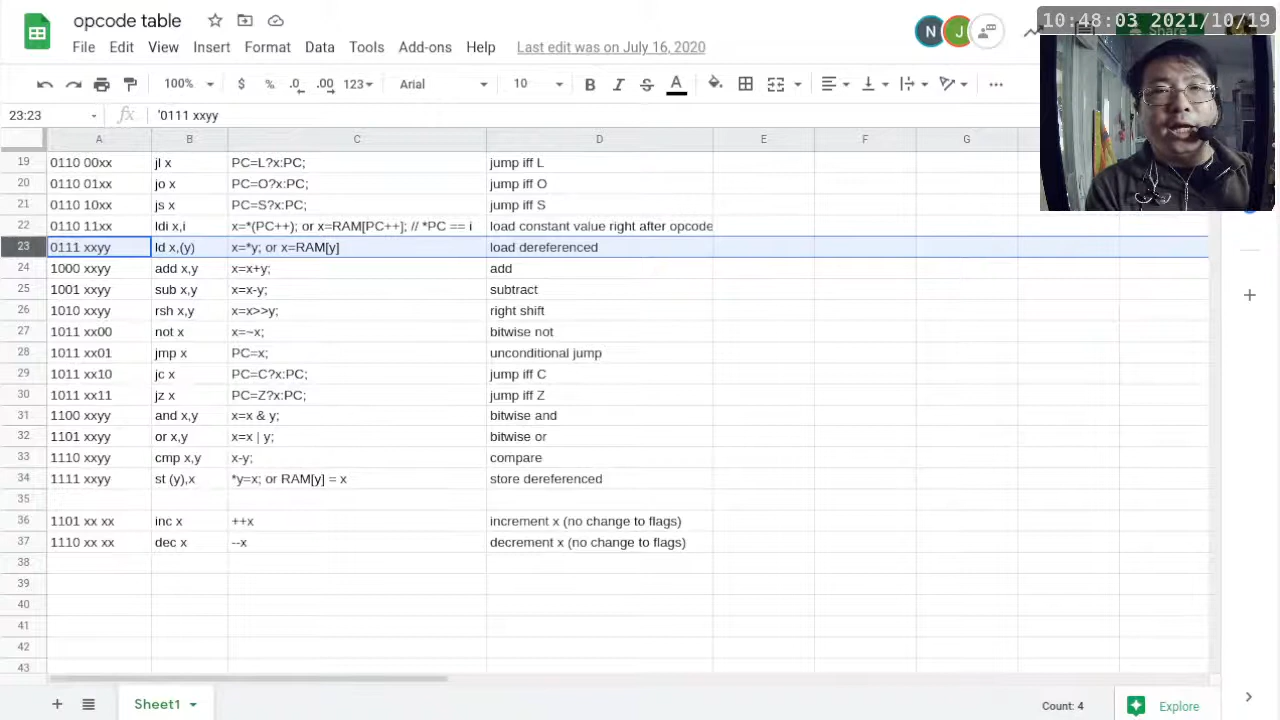 opcode table
10:48:03 2021/10/19
N
J
Share
File Edit View Insert Format Data Tools Add-ons Help Last edit was on July 16, 2020
100% $ % .0 .00 123 Arial 10 B I S A
23:23 fx '0111 xxyy
A B C D E F G
19 0110 00xx jl x PC=L?x:PC; jump iff L
20 0110 01xx jo x PC=O?x:PC; jump iff O
21 0110 10xx js x PC=S?x:PC; jump iff S
22 0110 11xx ldi x,i x=*(PC++); or x=RAM[PC++]; // *PC == i load constant value right after opcode
23 0111 xxyy ld x,(y) x=*y; or x=RAM[y] load dereferenced
24 1000 xxyy add x,y x=x+y; add
25 1001 xxyy sub x,y x=x-y; subtract
26 1010 xxyy rsh x,y x=x>>y; right shift
27 1011 xx00 not x x=~x; bitwise not
28 1011 xx01 jmp x PC=x; unconditional jump
29 1011 xx10 jc x PC=C?x:PC; jump iff C
30 1011 xx11 jz x PC=Z?x:PC; jump iff Z
31 1100 xxyy and x,y x=x & y; bitwise and
32 1101 xxyy or x,y x=x | y; bitwise or
33 1110 xxyy cmp x,y x-y; compare
34 1111 xxyy st (y),x *y=x; or RAM[y] = x store dereferenced
35
36 1101 xx xx inc x ++x increment x (no change to flags)
37 1110 xx xx dec x --x decrement x (no change to flags)
38
39
40
41
42
43
Sheet1 Count: 4 Explore